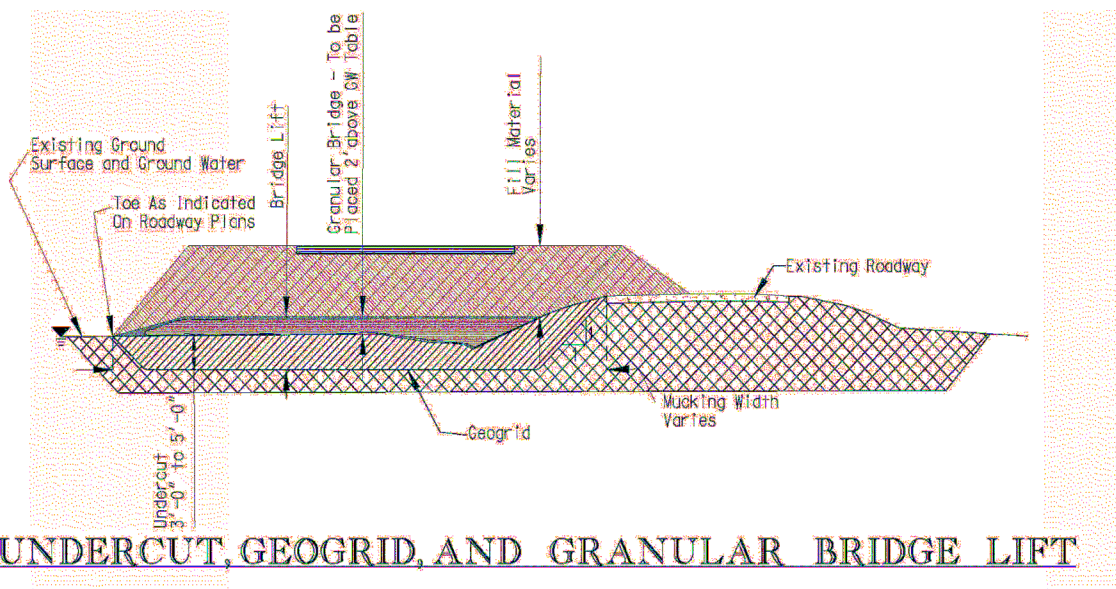 Granular Bridge - To be
Placed 2' above GW Table
Bridge Lift
Fill Material
Varies
Existing Ground
Surface and Ground Water
Toe As Indicated
On Roadway Plans
Existing Roadway
1
1
Mucking Width
Varies
Geogrid
Undercut
3'-0" to 5'-0"
UNDERCUT, GEOGRID, AND GRANULAR BRIDGE LIFT